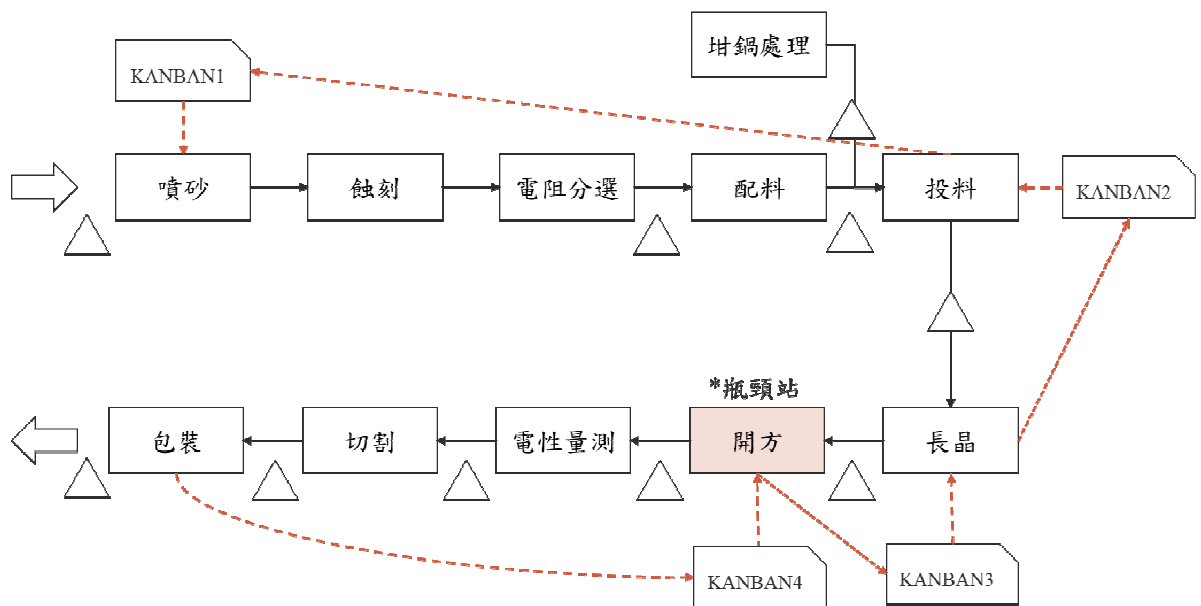 坩鍋處理
KANBAN1
噴砂
蝕刻
電阻分選
配料
投料
KANBAN2
*瓶頸站
包裝
切割
電性量測
開方
長晶
KANBAN4
KANBAN3